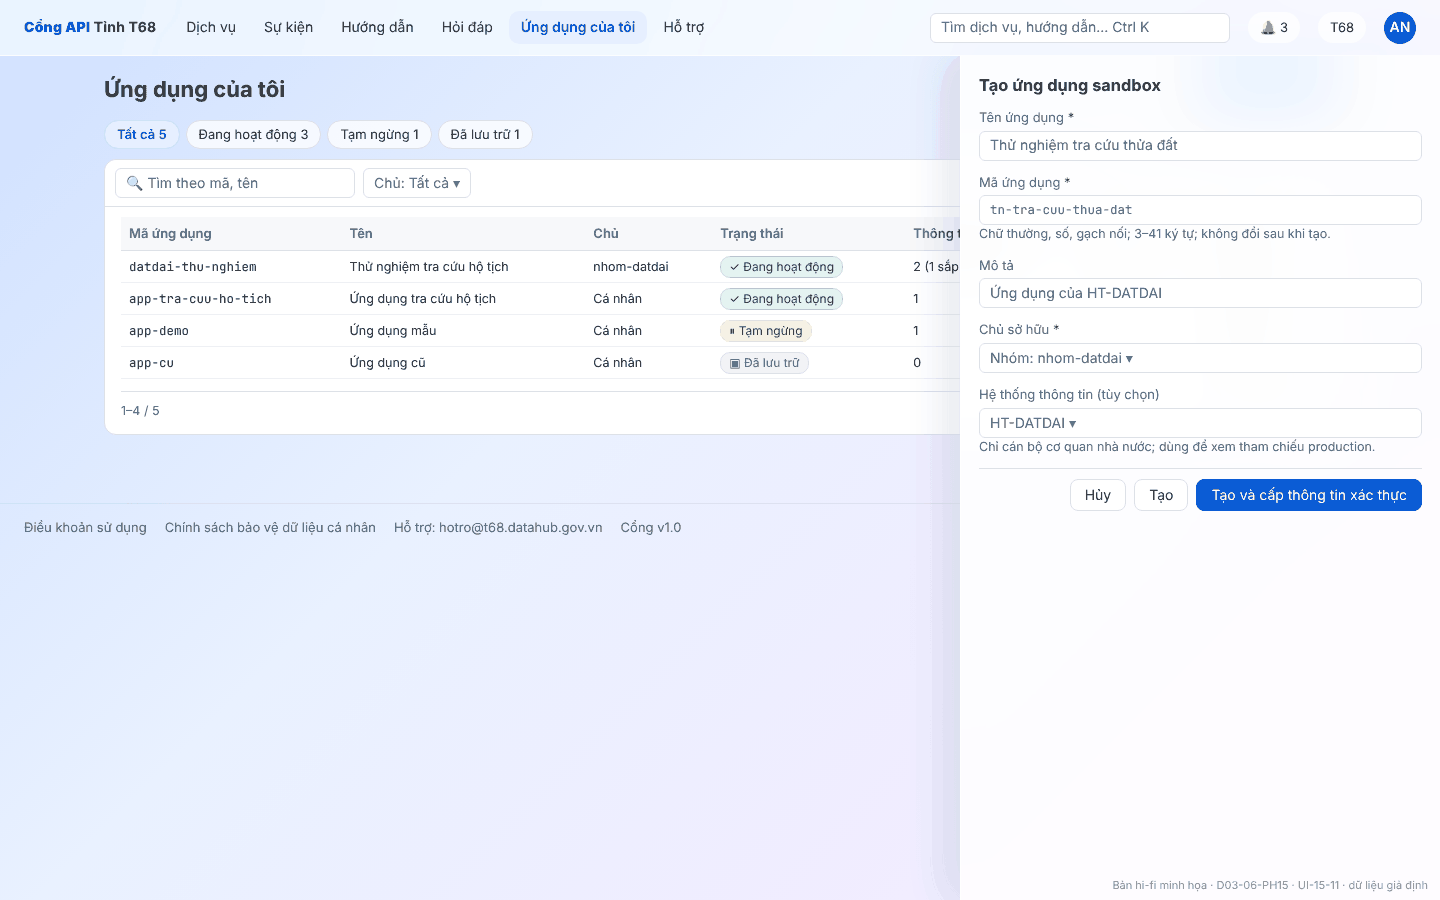 Cổng API Tỉnh T68 Dịch vụ Sự kiện Hướng dẫn Hỏi đáp Ứng dụng của tôi Hỗ trợ Tìm dịch vụ, hướng dẫn... Ctrl K 3 T68 AN
Ứng dụng của tôi
Tất cả 5 Đang hoạt động 3 Tạm ngừng 1 Đã lưu trữ 1
Tìm theo mã, tên Chủ: Tất cả ▾
Mã ứng dụng Tên Chủ Trạng thái Thông t
datdai-thu-nghiem Thử nghiệm tra cứu hộ tịch nhom-datdai ✓ Đang hoạt động 2 (1 sắp
app-tra-cuu-ho-tich Ứng dụng tra cứu hộ tịch Cá nhân ✓ Đang hoạt động 1
app-demo Ứng dụng mẫu Cá nhân Tạm ngừng 1
app-cu Ứng dụng cũ Cá nhân ▣ Đã lưu trữ 0
1–4 / 5
Điều khoản sử dụng Chính sách bảo vệ dữ liệu cá nhân Hỗ trợ: hotro@t68.datahub.gov.vn Cổng v1.0
Tạo ứng dụng sandbox
Tên ứng dụng *
Thử nghiệm tra cứu thửa đất
Mã ứng dụng *
tn-tra-cuu-thua-dat
Chữ thường, số, gạch nối; 3–41 ký tự; không đổi sau khi tạo.
Mô tả
Ứng dụng của HT-DATDAI
Chủ sở hữu *
Nhóm: nhom-datdai ▾
Hệ thống thông tin (tùy chọn)
HT-DATDAI ▾
Chỉ cán bộ cơ quan nhà nước; dùng để xem tham chiếu production.
Hủy Tạo Tạo và cấp thông tin xác thực
Bản hi-fi minh họa · D03-06-PH15 · UI-15-11 · dữ liệu giả định